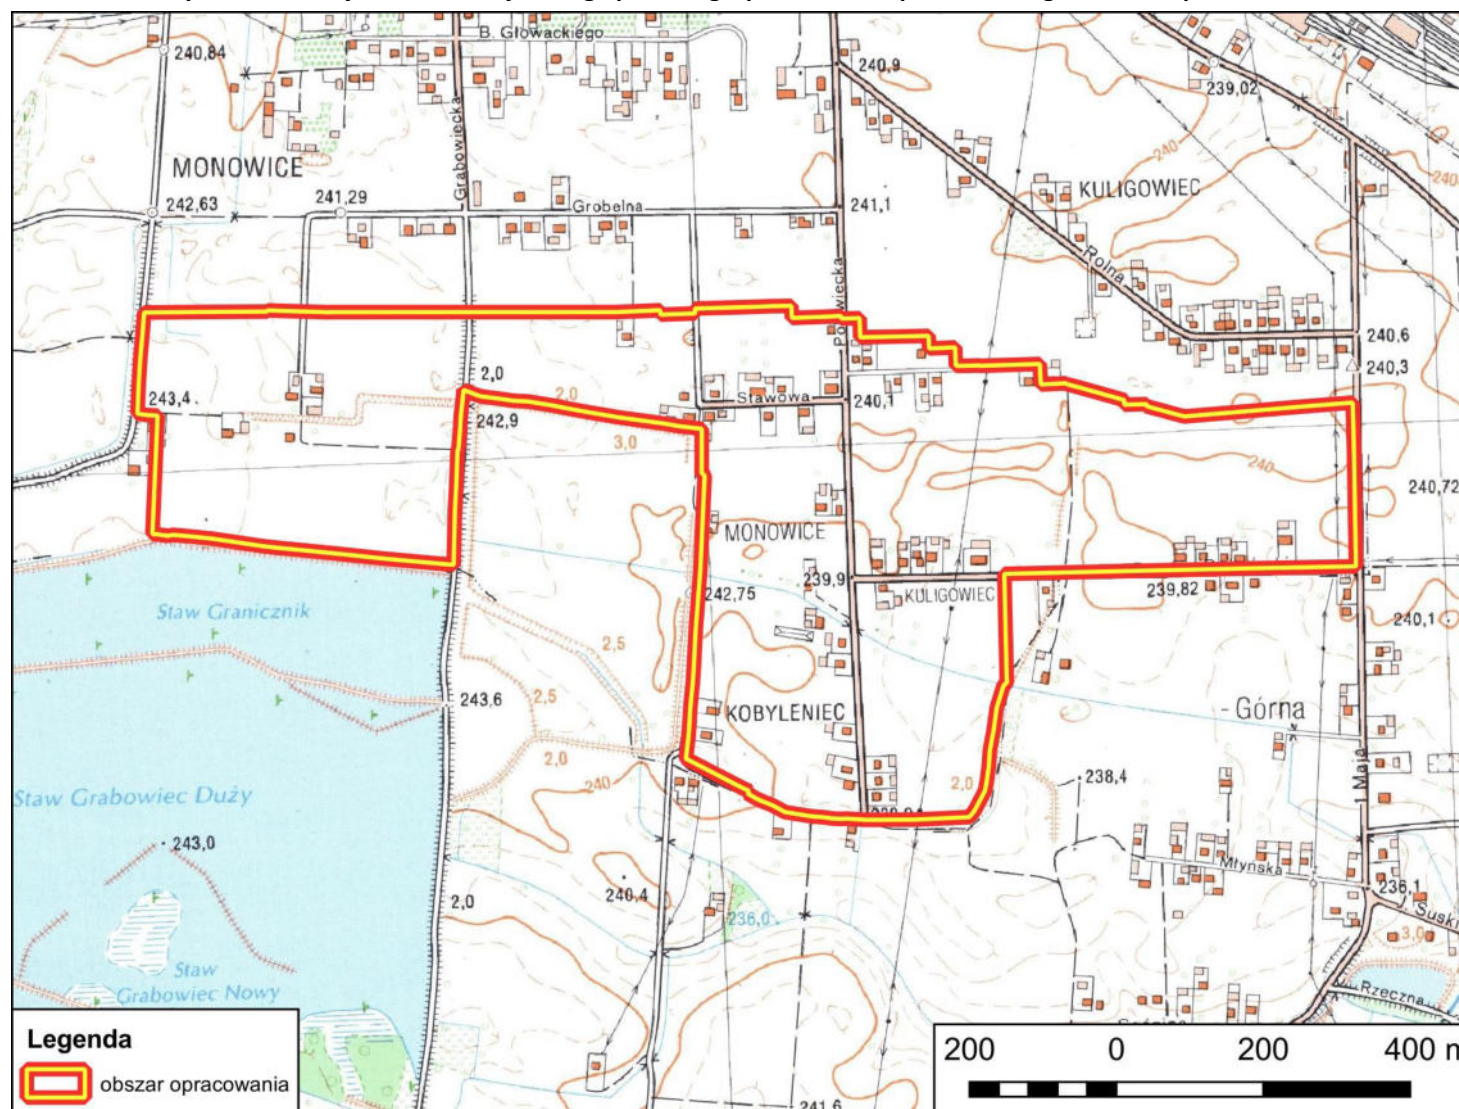 B. Głowackiego
240,9
240,84
239,02
Grabowiecka
240
MONOWICE
KULIGOWIEC
240
242,63
241,29
Grobelna
241,1
Rolna
240,6
2,0
240,3
243,4
2,0
Stawowa
240,1
242,9
3,0
240
240,72
MONOWICE
239,9
KULIGOWIEC
239,82
242,75
Staw Granicznik
240,1
2,5
2,5
243,6
KOBYLENIEC
Górna
2,0
2,0
238,4
1 Maja
Staw Grabowiec Duży
240
243,0
Młyńska
236,1
240,4
2,0
236,0
3,0
Staw
Grabowiec Nowy
Rzeczna
Legenda
obszar opracowania
200 0 200 400 m
241,6